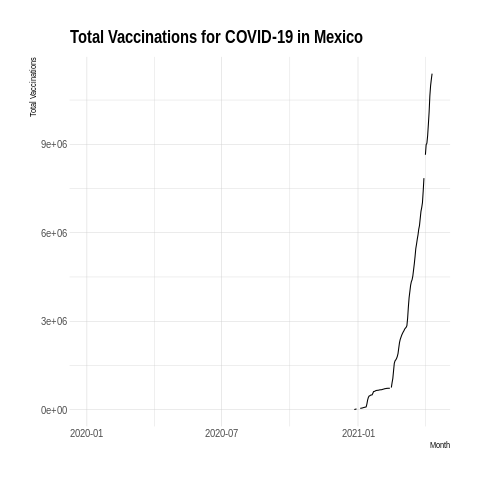 Total Vaccinations for COVID-19 in Mexico
Total Vaccinations
9e+06
6e+06
3e+06
0e+00
2020-01 2020-07 2021-01
Month